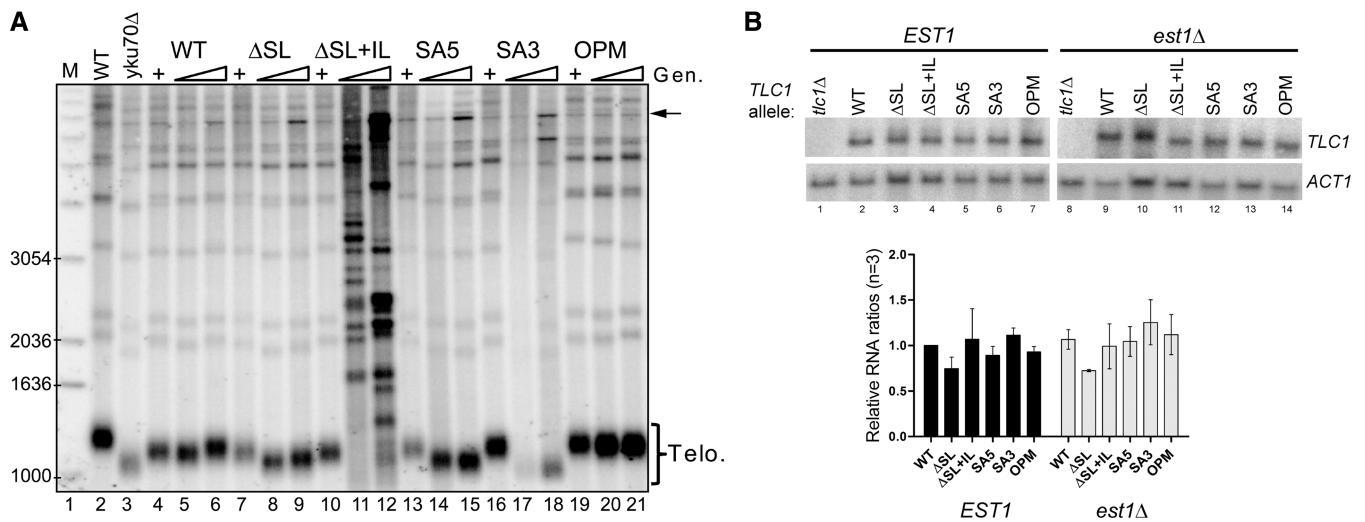 A
WT
yku70Δ
WT ΔSL ΔSL+IL SA5 SA3 OPM
M + + + + + + Gen.
3054
2036
1636
1000
Telo.
1 2 3 4 5 6 7 8 9 10 11 12 13 14 15 16 17 18 19 20 21
B
EST1 est1Δ
TLC1
allele:
tlc1Δ WT ΔSL ΔSL+IL SA5 SA3 OPM tlc1Δ WT ΔSL ΔSL+IL SA5 SA3 OPM
TLC1
ACT1
1 2 3 4 5 6 7 8 9 10 11 12 13 14
Relative RNA ratios (n=3)
2.0
1.5
1.0
0.5
0.0
WT ΔSL ΔSL+IL SA5 SA3 OPM WT ΔSL ΔSL+IL SA5 SA3 OPM
EST1 est1Δ